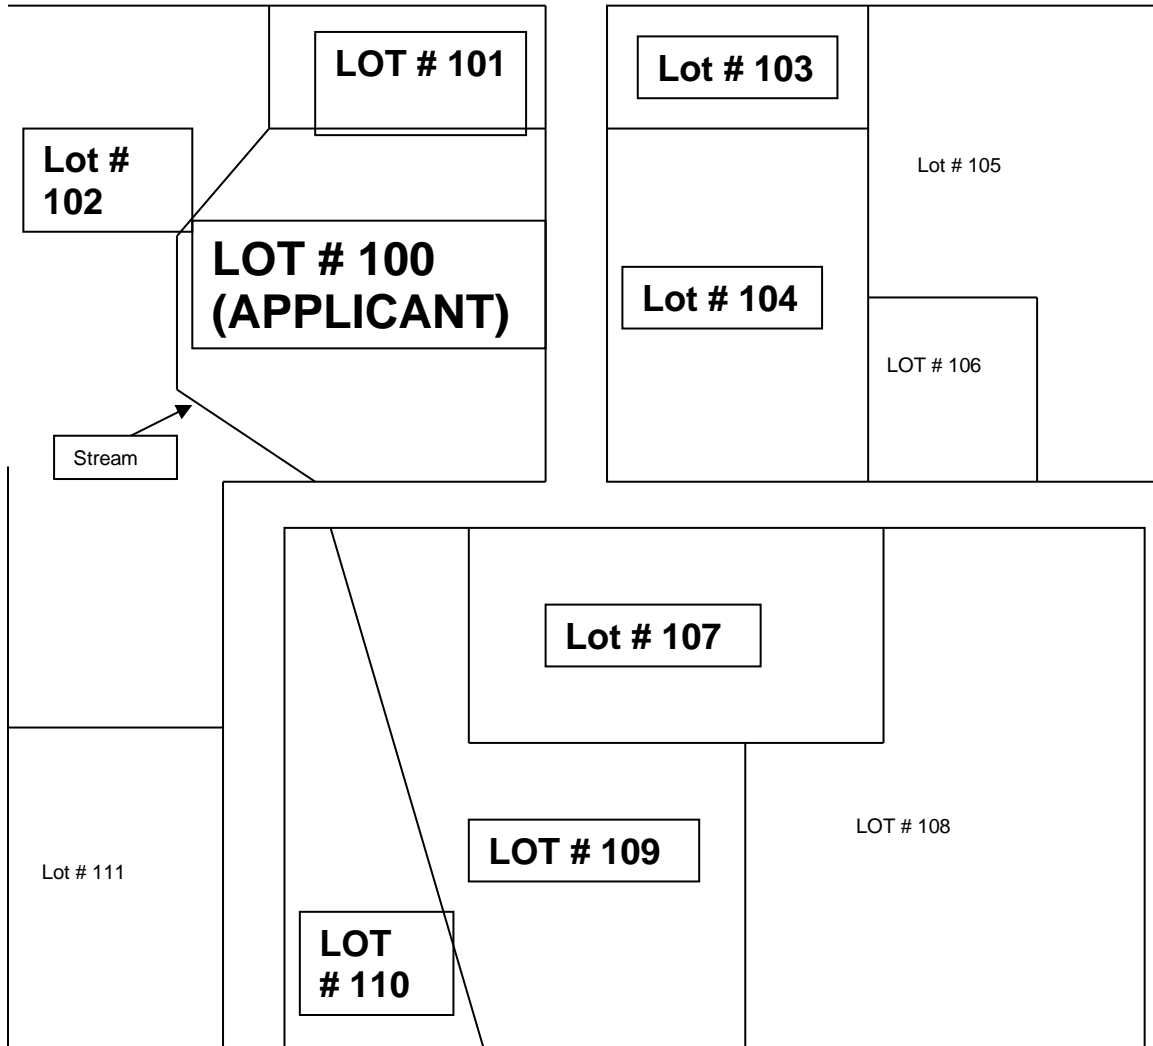 LOT # 101
Lot # 103
Lot #
102
Lot # 105
LOT # 100
(APPLICANT)
Lot # 104
LOT # 106
Stream
Lot # 107
LOT # 108
LOT # 109
Lot # 111
LOT
# 110